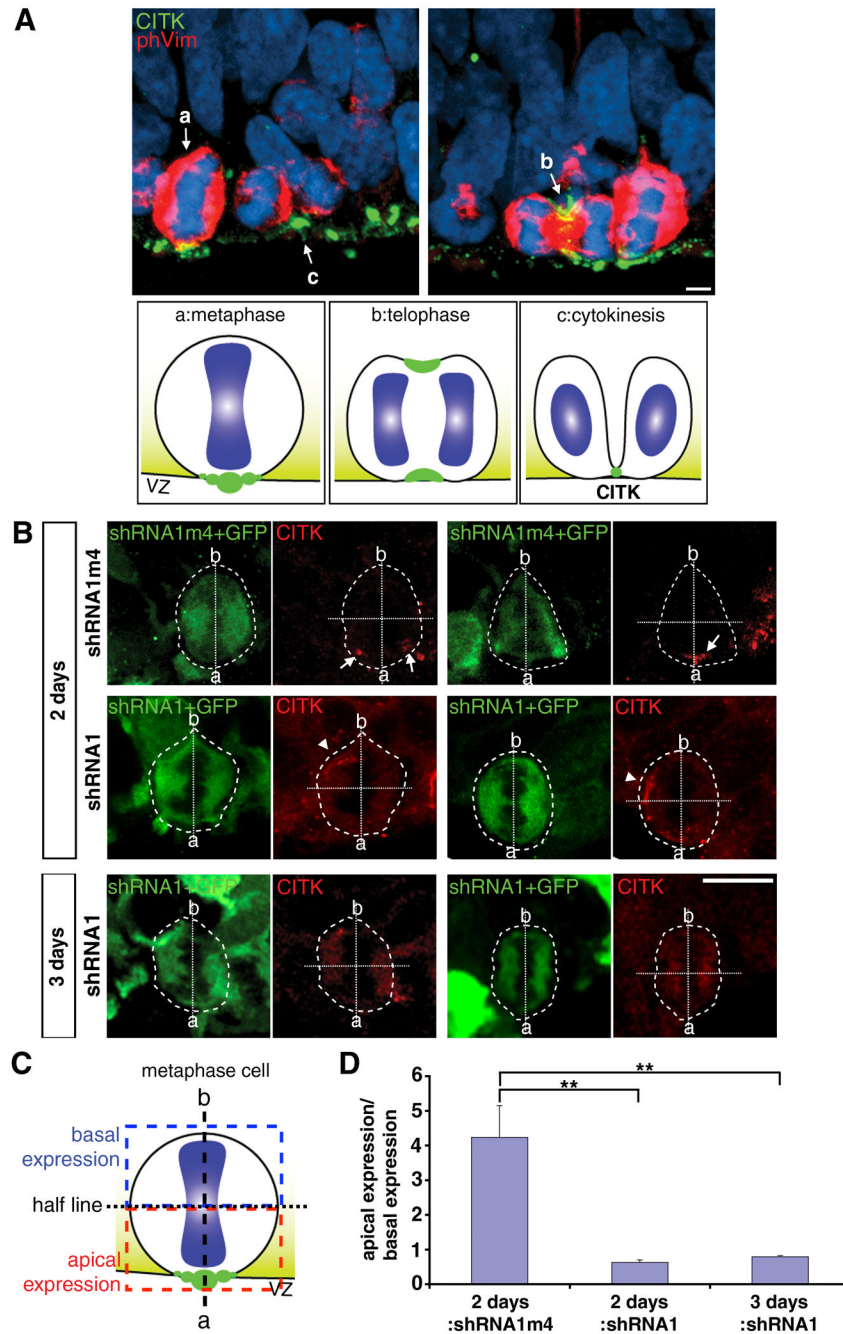 A
CITK
phVim
a
c
b
a:metaphase
b:telophase
c:cytokinesis
VZ
CITK
B
2 days
shRNA1m4
shRNA1m4+GFP
CITK
shRNA1m4+GFP
CITK
b
b
b
b
a
a
a
a
shRNA1
shRNA1+GFP
CITK
shRNA1+GFP
CITK
b
b
b
b
a
a
a
a
3 days
shRNA1
shRNA1+GFP
CITK
shRNA1+GFP
CITK
b
b
b
b
a
a
a
a
C
metaphase cell
b
basal
expression
half line
apical
expression
VZ
a
D
apical expression/
basal expression
6
5
4
3
2
1
0
**
**
2 days
:shRNA1m4
2 days
:shRNA1
3 days
:shRNA1